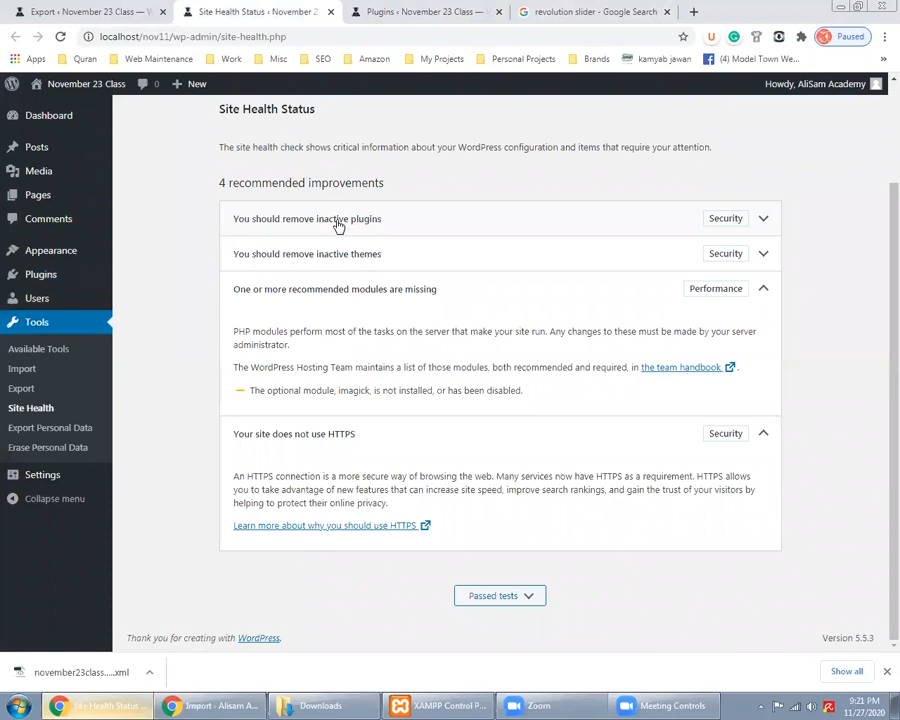 Export ‹ November 23 Class — W
Site Health Status ‹ November 2
Plugins ‹ November 23 Class —
revolution slider - Google Search
localhost/nov11/wp-admin/site-health.php
Paused
Apps
Quran
Web Maintenance
Work
Misc
SEO
Amazon
My Projects
Personal Projects
Brands
kamyab jawan
(4) Model Town We...
November 23 Class
0
New
Howdy, AliSam Academy
Dashboard
Posts
Media
Pages
Comments
Appearance
Plugins
Users
Tools
Available Tools
Import
Export
Site Health
Export Personal Data
Erase Personal Data
Settings
Collapse menu
Site Health Status
The site health check shows critical information about your WordPress configuration and items that require your attention.
4 recommended improvements
You should remove inactive plugins
Security
You should remove inactive themes
Security
One or more recommended modules are missing
Performance
PHP modules perform most of the tasks on the server that make your site run. Any changes to these must be made by your server
administrator.
The WordPress Hosting Team maintains a list of those modules, both recommended and required, in the team handbook .
The optional module, imagick, is not installed, or has been disabled.
Your site does not use HTTPS
Security
An HTTPS connection is a more secure way of browsing the web. Many services now have HTTPS as a requirement. HTTPS allows
you to take advantage of new features that can increase site speed, improve search rankings, and gain the trust of your visitors by
helping to protect their online privacy.
Learn more about why you should use HTTPS
Passed tests
Thank you for creating with WordPress.
Version 5.5.3
november23class.....xml
Show all
Site Health Status ...
Import - Alisam A...
Downloads
XAMPP Control P...
Zoom
Meeting Controls
9:21 PM
11/27/2020